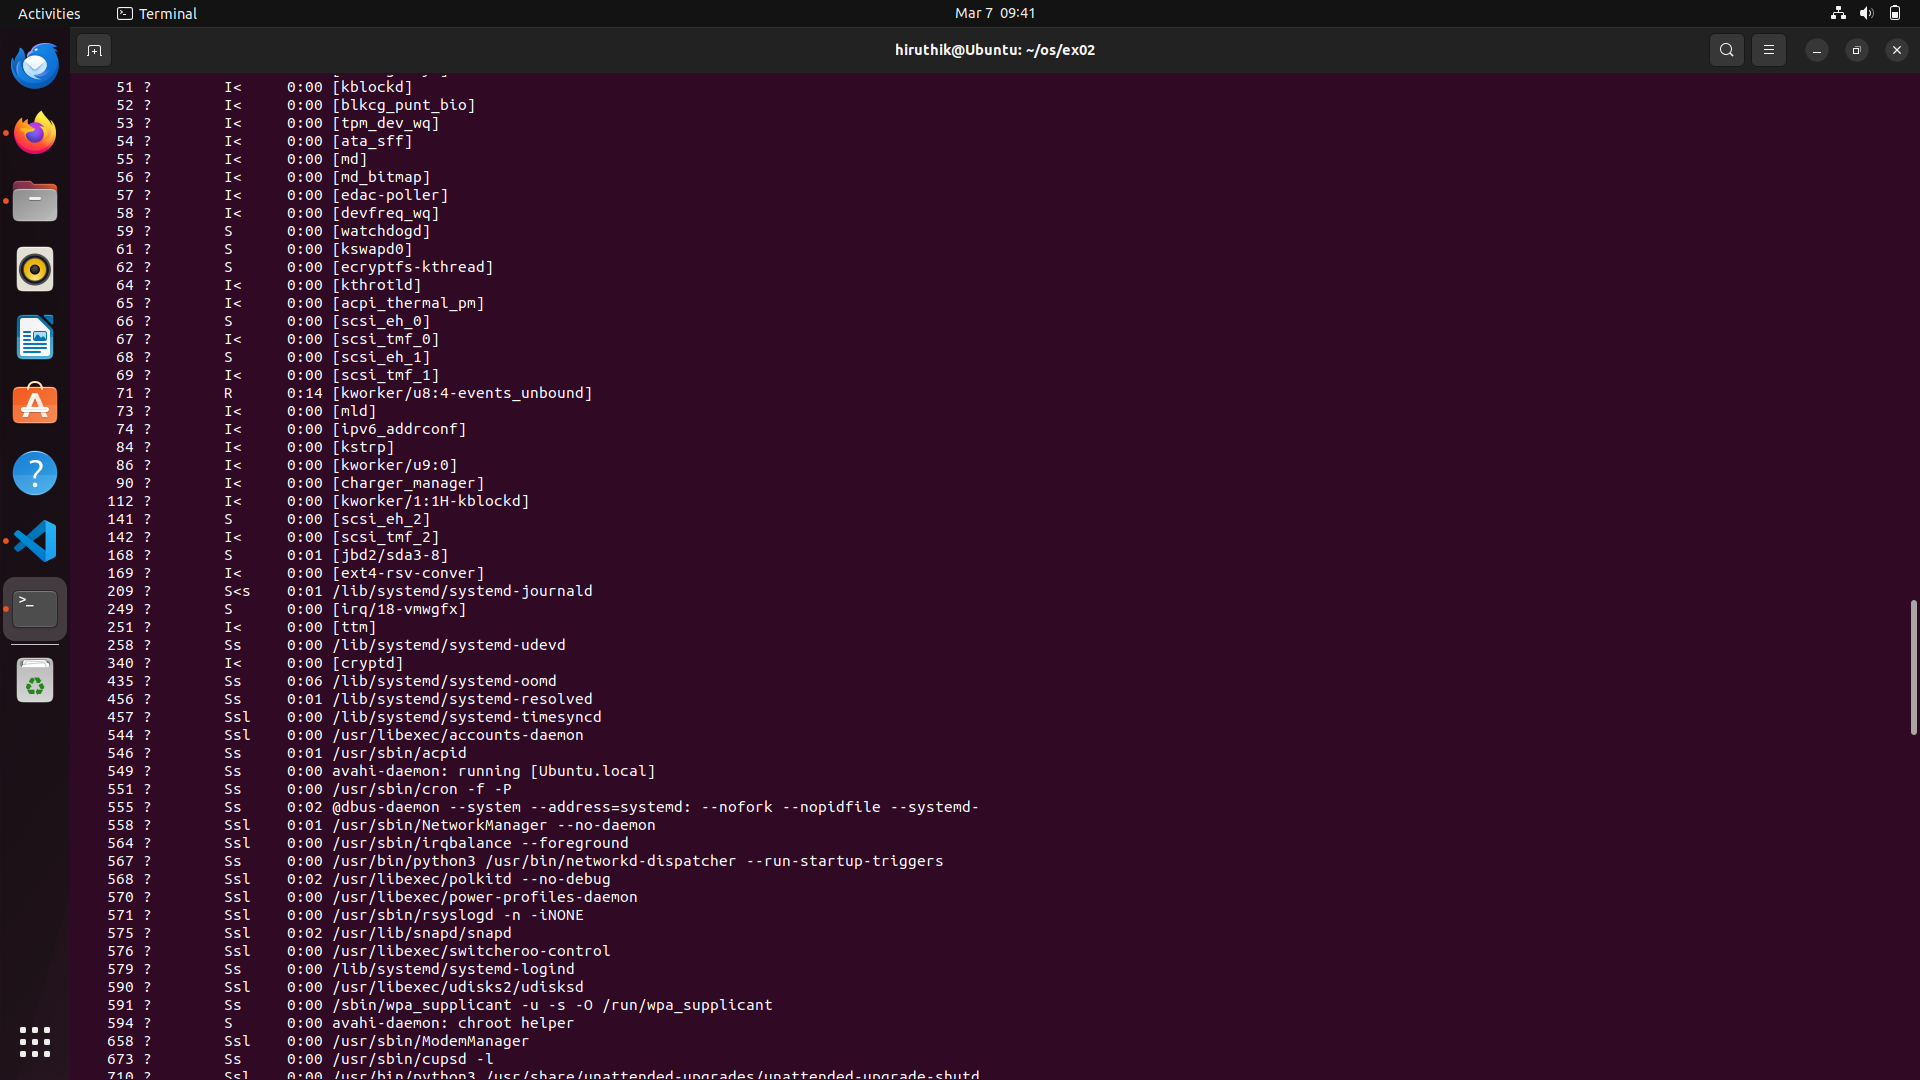 Activities
Terminal
Mar 7 09:41
hiruthik@Ubuntu: ~/os/ex02
51 ? I< 0:00 [kblockd]
52 ? I< 0:00 [blkcg_punt_bio]
53 ? I< 0:00 [tpm_dev_wq]
54 ? I< 0:00 [ata_sff]
55 ? I< 0:00 [md]
56 ? I< 0:00 [md_bitmap]
57 ? I< 0:00 [edac-poller]
58 ? I< 0:00 [devfreq_wq]
59 ? S 0:00 [watchdogd]
61 ? S 0:00 [kswapd0]
62 ? S 0:00 [ecryptfs-kthread]
64 ? I< 0:00 [kthrotld]
65 ? I< 0:00 [acpi_thermal_pm]
66 ? S 0:00 [scsi_eh_0]
67 ? I< 0:00 [scsi_tmf_0]
68 ? S 0:00 [scsi_eh_1]
69 ? I< 0:00 [scsi_tmf_1]
71 ? R 0:14 [kworker/u8:4-events_unbound]
73 ? I< 0:00 [mld]
74 ? I< 0:00 [ipv6_addrconf]
84 ? I< 0:00 [kstrp]
86 ? I< 0:00 [kworker/u9:0]
90 ? I< 0:00 [charger_manager]
112 ? I< 0:00 [kworker/1:1H-kblockd]
141 ? S 0:00 [scsi_eh_2]
142 ? I< 0:00 [scsi_tmf_2]
168 ? S 0:01 [jbd2/sda3-8]
169 ? I< 0:00 [ext4-rsv-conver]
209 ? S<s 0:01 /lib/systemd/systemd-journald
249 ? S 0:00 [irq/18-vmwgfx]
251 ? I< 0:00 [ttm]
258 ? Ss 0:00 /lib/systemd/systemd-udevd
340 ? I< 0:00 [cryptd]
435 ? Ss 0:06 /lib/systemd/systemd-oomd
456 ? Ss 0:01 /lib/systemd/systemd-resolved
457 ? Ssl 0:00 /lib/systemd/systemd-timesyncd
544 ? Ssl 0:00 /usr/libexec/accounts-daemon
546 ? Ss 0:01 /usr/sbin/acpid
549 ? Ss 0:00 avahi-daemon: running [Ubuntu.local]
551 ? Ss 0:00 /usr/sbin/cron -f -P
555 ? Ss 0:02 @dbus-daemon --system --address=systemd: --nofork --nopidfile --systemd-
558 ? Ssl 0:01 /usr/sbin/NetworkManager --no-daemon
564 ? Ssl 0:00 /usr/sbin/irqbalance --foreground
567 ? Ss 0:00 /usr/bin/python3 /usr/bin/networkd-dispatcher --run-startup-triggers
568 ? Ssl 0:02 /usr/libexec/polkitd --no-debug
570 ? Ssl 0:00 /usr/libexec/power-profiles-daemon
571 ? Ssl 0:00 /usr/sbin/rsyslogd -n -iNONE
575 ? Ssl 0:02 /usr/lib/snapd/snapd
576 ? Ssl 0:00 /usr/libexec/switcheroo-control
579 ? Ss 0:00 /lib/systemd/systemd-logind
590 ? Ssl 0:00 /usr/libexec/udisks2/udisksd
591 ? Ss 0:00 /sbin/wpa_supplicant -u -s -O /run/wpa_supplicant
594 ? S 0:00 avahi-daemon: chroot helper
658 ? Ssl 0:00 /usr/sbin/ModemManager
673 ? Ss 0:00 /usr/sbin/cupsd -l
710 ? Ssl 0:00 /usr/bin/python3 /usr/share/unattended-upgrades/unattended-upgrade-shutd